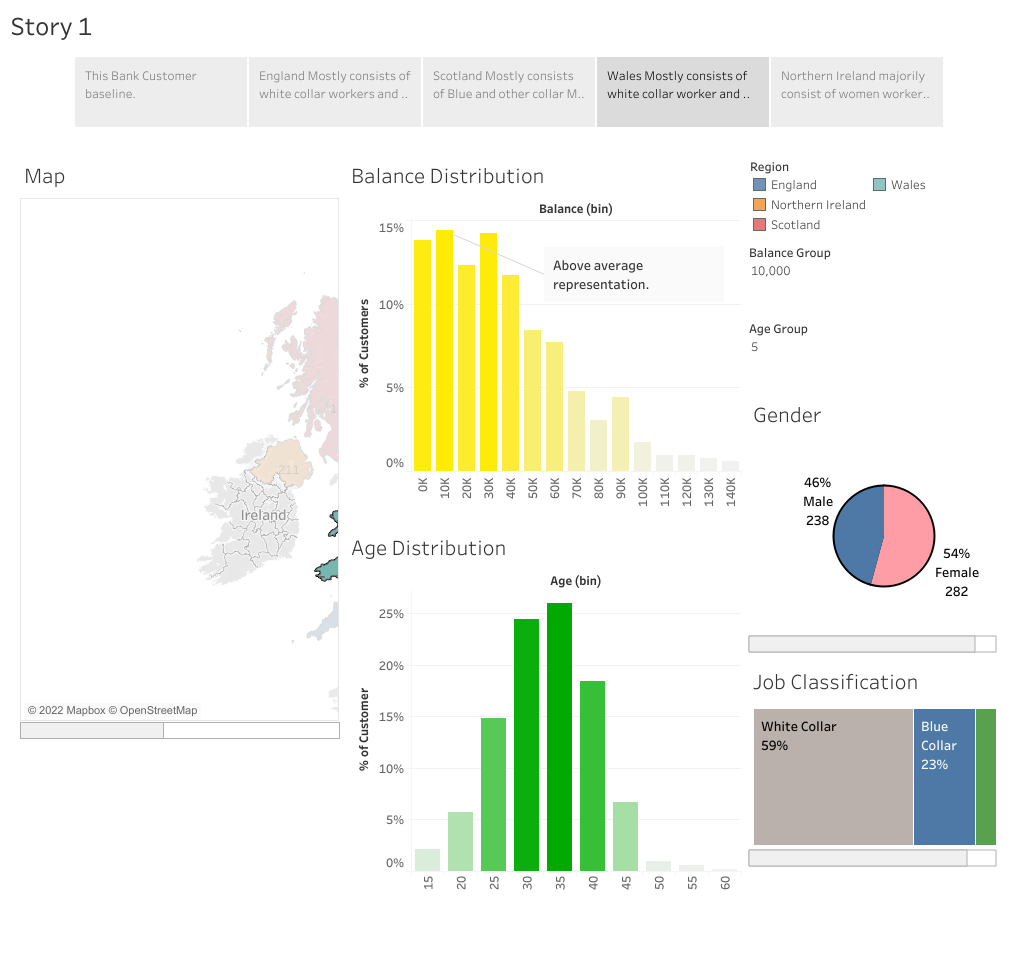 Story 1
This Bank Customer
baseline.
England Mostly consists of
white collar workers and ..
Scotland Mostly consists
of Blue and other collar M..
Wales Mostly consists of
white collar worker and ..
Northern Ireland majorily
consist of women worker..
Map
211
Ireland
© 2022 Mapbox © OpenStreetMap
Balance Distribution
Balance (bin)
% of Customers
15%
10%
5%
0%
Above average
representation.
0K
10K
20K
30K
40K
50K
60K
70K
80K
90K
100K
110K
120K
130K
140K
Age Distribution
Age (bin)
% of Customer
25%
20%
15%
10%
5%
0%
15
20
25
30
35
40
45
50
55
60
Region
England
Wales
Northern Ireland
Scotland
Balance Group
10,000
Age Group
5
Gender
46%
Male
238
54%
Female
282
Job Classification
White Collar
59%
Blue
Collar
23%